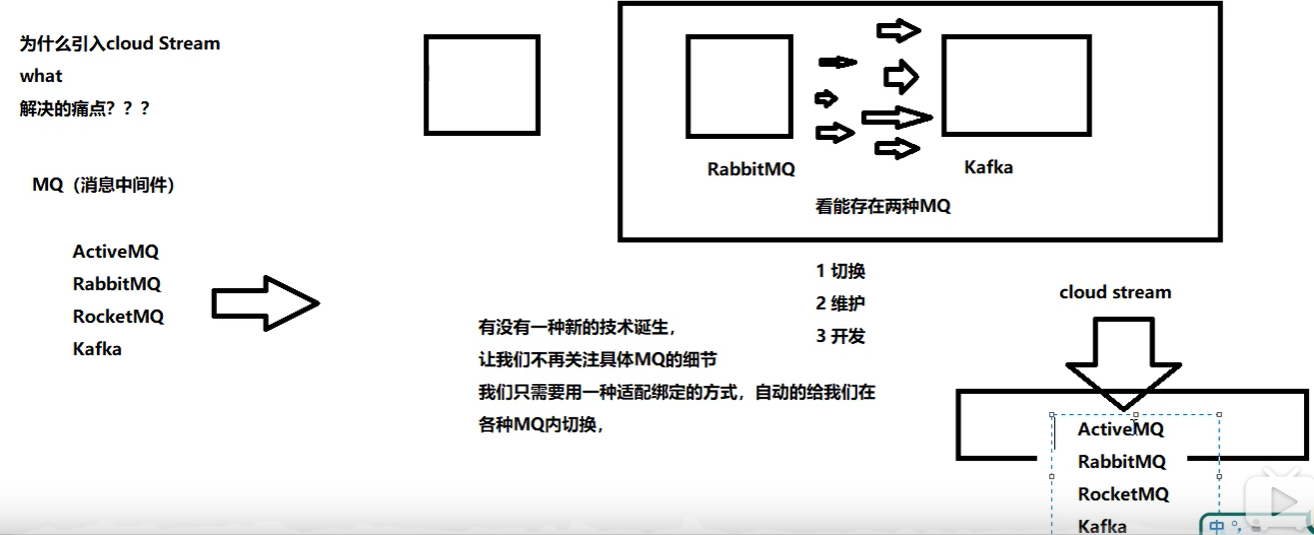 为什么引入cloud Stream
what
解决的痛点？？？
MQ（消息中间件）
ActiveMQ
RabbitMQ
RocketMQ
Kafka
RabbitMQ
Kafka
看能存在两种MQ
1 切换
2 维护
3 开发
有没有一种新的技术诞生，
让我们不再关注具体MQ的细节
我们只需要用一种适配绑定的方式，自动的给我们在
各种MQ内切换，
cloud stream
ActiveMQ
RabbitMQ
RocketMQ
Kafka
中